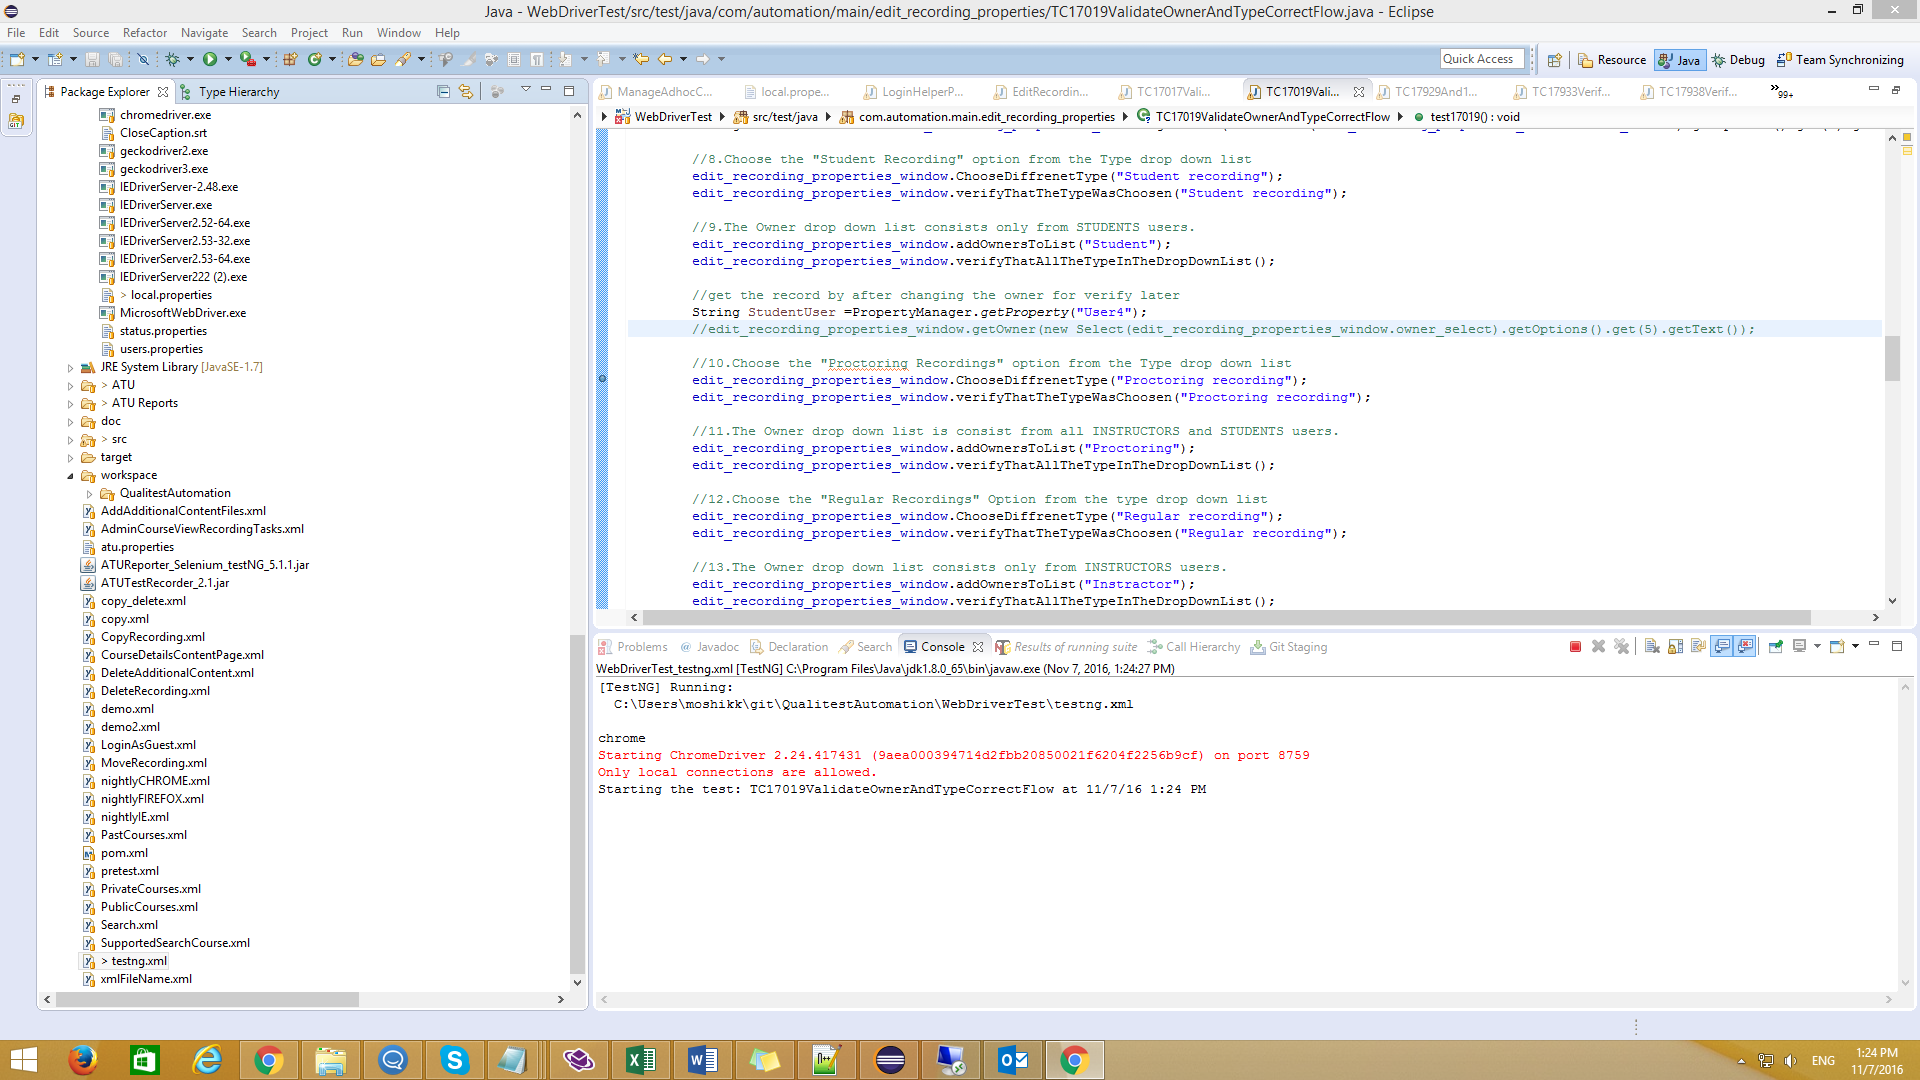 Java - WebDriverTest/src/test/java/com/automation/main/edit_recording_properties/TC17019ValidateOwnerAndTypeCorrectFlow.java - Eclipse
File Edit Source Refactor Navigate Search Project Run Window Help
Quick Access Resource Java Debug Team Synchronizing
Package Explorer Type Hierarchy
chromedriver.exe
CloseCaption.srt
geckodriver2.exe
geckodriver3.exe
IEDriverServer-2.48.exe
IEDriverServer.exe
IEDriverServer2.52-64.exe
IEDriverServer2.53-32.exe
IEDriverServer2.53-64.exe
IEDriverServer222 (2).exe
> local.properties
MicrosoftWebDriver.exe
status.properties
users.properties
JRE System Library [JavaSE-1.7]
> ATU
> ATU Reports
doc
> src
target
workspace
QualitestAutomation
AddAdditionalContentFiles.xml
AdminCourseViewRecordingTasks.xml
atu.properties
ATUReporter_Selenium_testNG_5.1.1.jar
ATUTestRecorder_2.1.jar
copy_delete.xml
copy.xml
CopyRecording.xml
CourseDetailsContentPage.xml
DeleteAdditionalContent.xml
DeleteRecording.xml
demo.xml
demo2.xml
LoginAsGuest.xml
MoveRecording.xml
nightlyCHROME.xml
nightlyFIREFOX.xml
nightlyIE.xml
PastCourses.xml
pom.xml
pretest.xml
PrivateCourses.xml
PublicCourses.xml
Search.xml
SupportedSearchCourse.xml
> testng.xml
xmlFileName.xml
ManageAdhocC... local.prope... LoginHelperP... EditRecordin... TC17017Vali... TC17019Vali... TC17929And1... TC17933Verif... TC17938Verif... »99+
WebDriverTest src/test/java com.automation.main.edit_recording_properties TC17019ValidateOwnerAndTypeCorrectFlow test17019() : void
//8.Choose the "Student Recording" option from the Type drop down list
edit_recording_properties_window.ChooseDiffrenetType("Student recording");
edit_recording_properties_window.verifyThatTheTypeWasChoosen("Student recording");
//9.The Owner drop down list consists only from STUDENTS users.
edit_recording_properties_window.addOwnersToList("Student");
edit_recording_properties_window.verifyThatAllTheTypeInTheDropDownList();
//get the record by after changing the owner for verify later
String StudentUser =PropertyManager.getProperty("User4");
//edit_recording_properties_window.getOwner(new Select(edit_recording_properties_window.owner_select).getOptions().get(5).getText());
//10.Choose the "Proctoring Recordings" option from the Type drop down list
edit_recording_properties_window.ChooseDiffrenetType("Proctoring recording");
edit_recording_properties_window.verifyThatTheTypeWasChoosen("Proctoring recording");
//11.The Owner drop down list is consist from all INSTRUCTORS and STUDENTS users.
edit_recording_properties_window.addOwnersToList("Proctoring");
edit_recording_properties_window.verifyThatAllTheTypeInTheDropDownList();
//12.Choose the "Regular Recordings" Option from the type drop down list
edit_recording_properties_window.ChooseDiffrenetType("Regular recording");
edit_recording_properties_window.verifyThatTheTypeWasChoosen("Regular recording");
//13.The Owner drop down list consists only from INSTRUCTORS users.
edit_recording_properties_window.addOwnersToList("Instractor");
edit_recording_properties_window.verifyThatAllTheTypeInTheDropDownList();
Problems Javadoc Declaration Search Console Results of running suite Call Hierarchy Git Staging
WebDriverTest_testng.xml [TestNG] C:\Program Files\Java\jdk1.8.0_65\bin\javaw.exe (Nov 7, 2016, 1:24:27 PM)
[TestNG] Running:
C:\Users\moshikk\git\QualitestAutomation\WebDriverTest\testng.xml
chrome
Starting ChromeDriver 2.24.417431 (9aea000394714d2fbb20850021f6204f2256b9cf) on port 8759
Only local connections are allowed.
Starting the test: TC17019ValidateOwnerAndTypeCorrectFlow at 11/7/16 1:24 PM
ENG
1:24 PM
11/7/2016